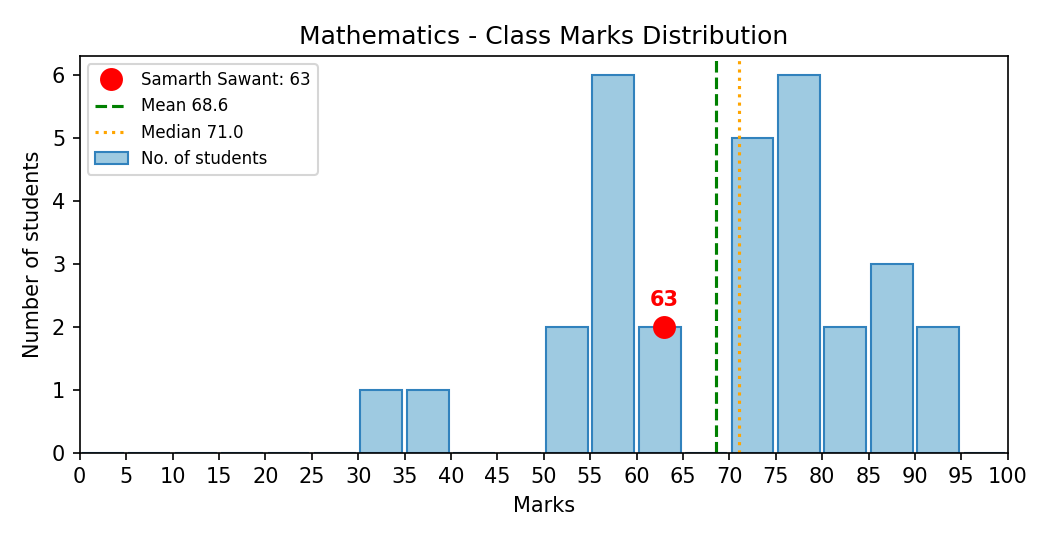 Mathematics - Class Marks Distribution
Samarth Sawant: 63
Mean 68.6
Median 71.0
No. of students
Number of students
6
5
4
3
2
1
0
63
0 5 10 15 20 25 30 35 40 45 50 55 60 65 70 75 80 85 90 95 100
Marks